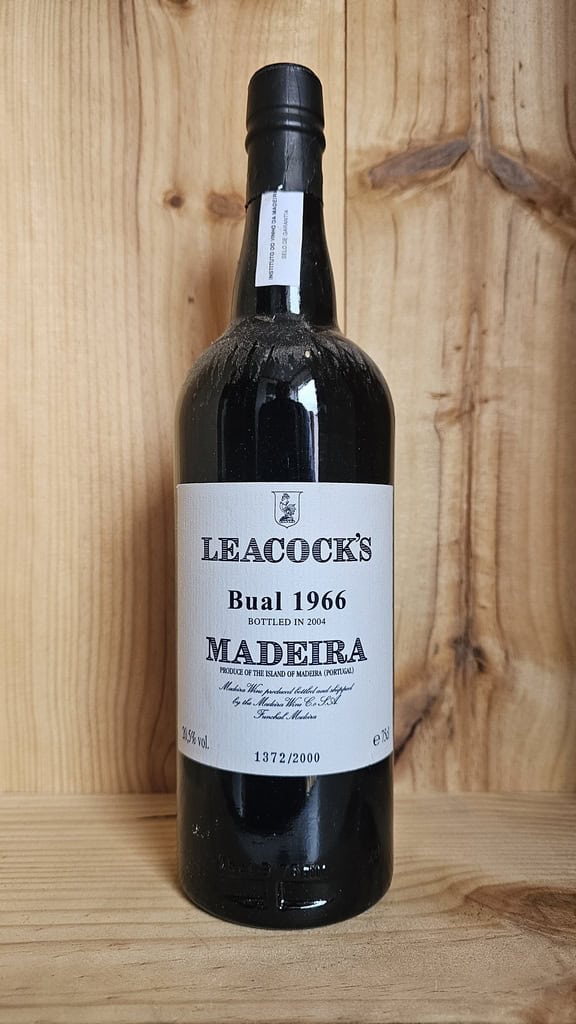 INSTITUTO DO VINHO DA MADEIRA
SELO DE GARANTIA
LEACOCK'S
Bual 1966
BOTTLED IN 2004
MADEIRA
PRODUCE OF THE ISLAND OF MADEIRA (PORTUGAL)
Madeira Wine produced bottled and shipped
by the Madeira Wine Co. S.A.
Funchal Madeira
20,5% vol.
℮ 75cl
1372/2000